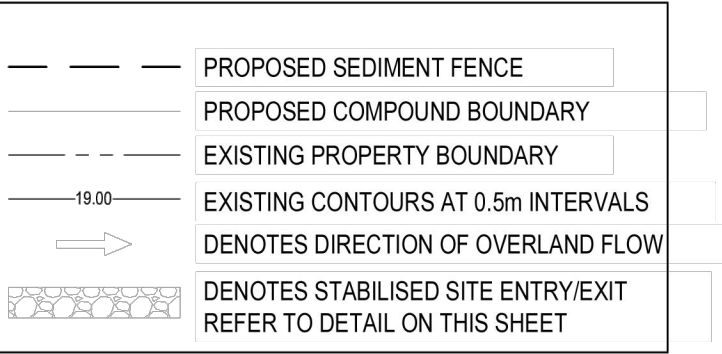 PROPOSED SEDIMENT FENCE
PROPOSED COMPOUND BOUNDARY
EXISTING PROPERTY BOUNDARY
19.00 EXISTING CONTOURS AT 0.5m INTERVALS
DENOTES DIRECTION OF OVERLAND FLOW
DENOTES STABILISED SITE ENTRY/EXIT
REFER TO DETAIL ON THIS SHEET